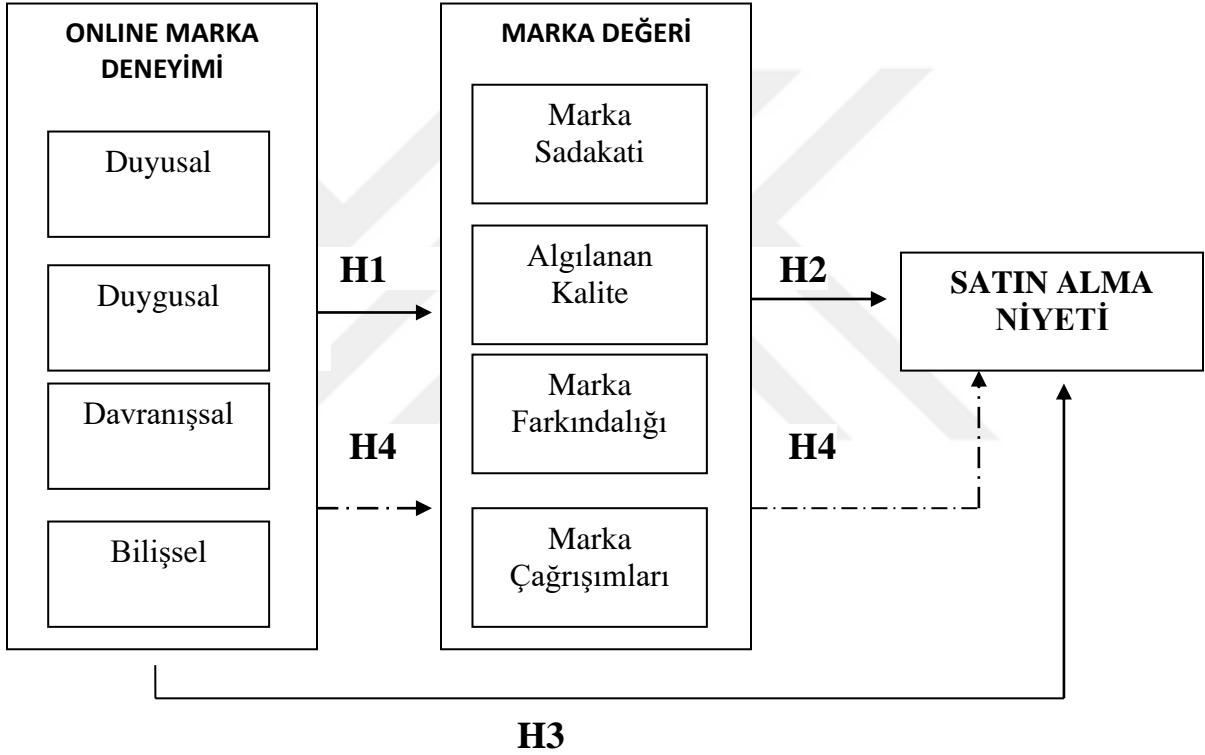 ONLINE MARKA
DENEYİMİ
Duyusal
Duygusal
Davranışsal
Bilişsel
H1
H4
MARKA DEĞERİ
Marka
Sadakati
Algılanan
Kalite
Marka
Farkındalığı
Marka
Çağrışımları
H2
H4
SATIN ALMA
NİYETİ
H3